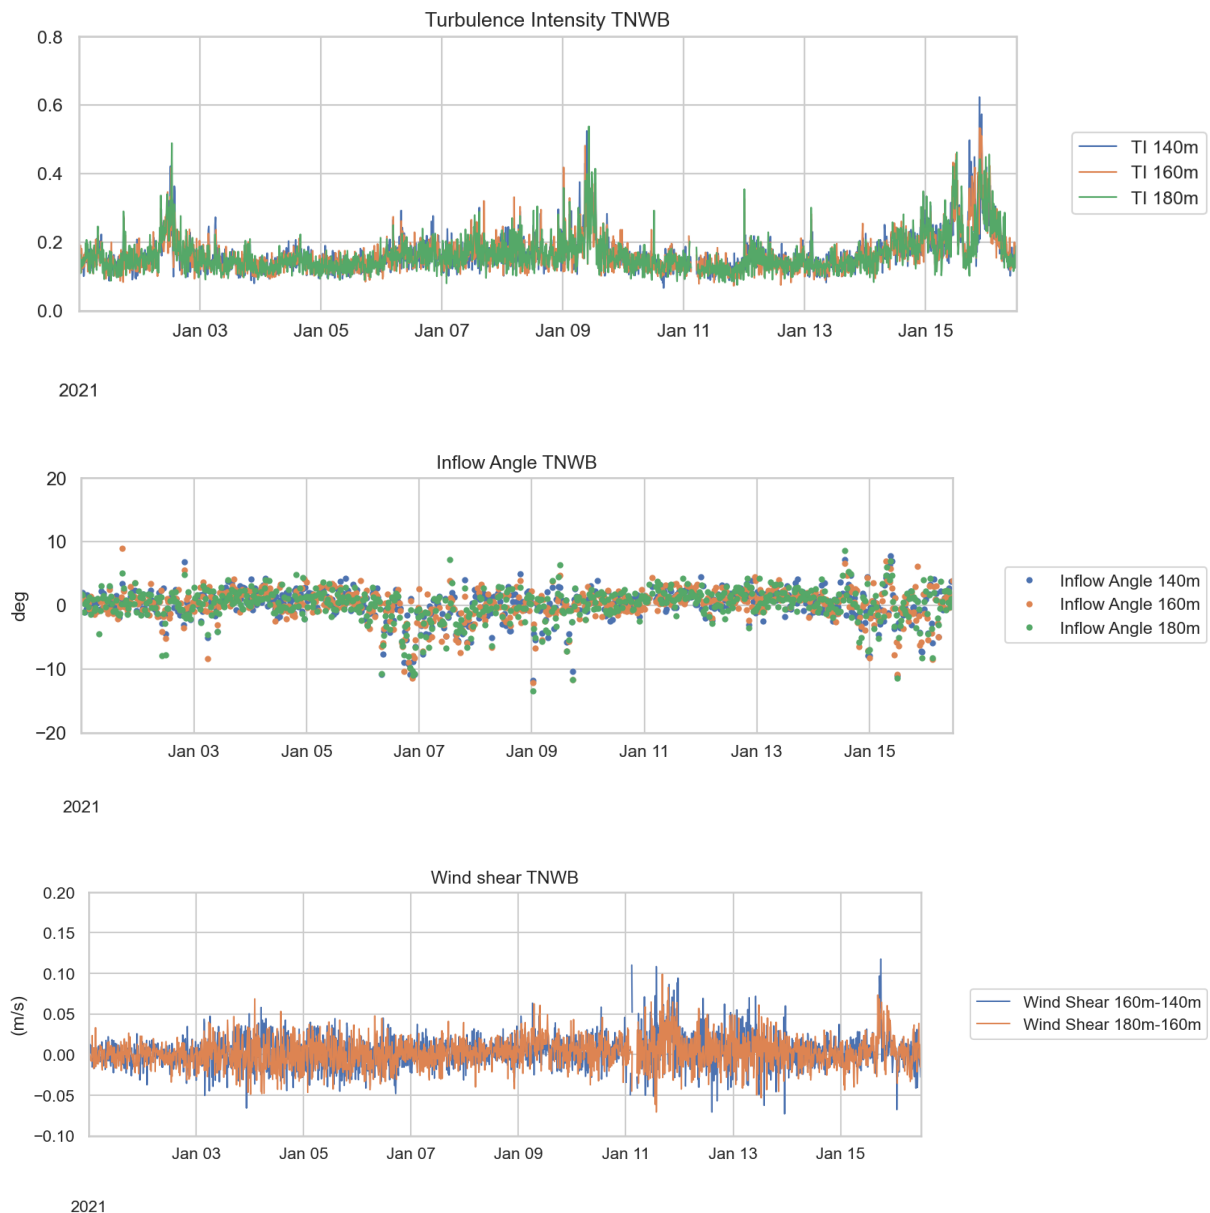 Turbulence Intensity TNWB
0.8
0.6
0.4
0.2
0.0
Jan 03 Jan 05 Jan 07 Jan 09 Jan 11 Jan 13 Jan 15
2021
TI 140m
TI 160m
TI 180m
Inflow Angle TNWB
20
10
0
−10
−20
deg
Jan 03 Jan 05 Jan 07 Jan 09 Jan 11 Jan 13 Jan 15
2021
Inflow Angle 140m
Inflow Angle 160m
Inflow Angle 180m
Wind shear TNWB
0.20
0.15
0.10
0.05
0.00
−0.05
−0.10
(m/s)
Jan 03 Jan 05 Jan 07 Jan 09 Jan 11 Jan 13 Jan 15
2021
Wind Shear 160m-140m
Wind Shear 180m-160m